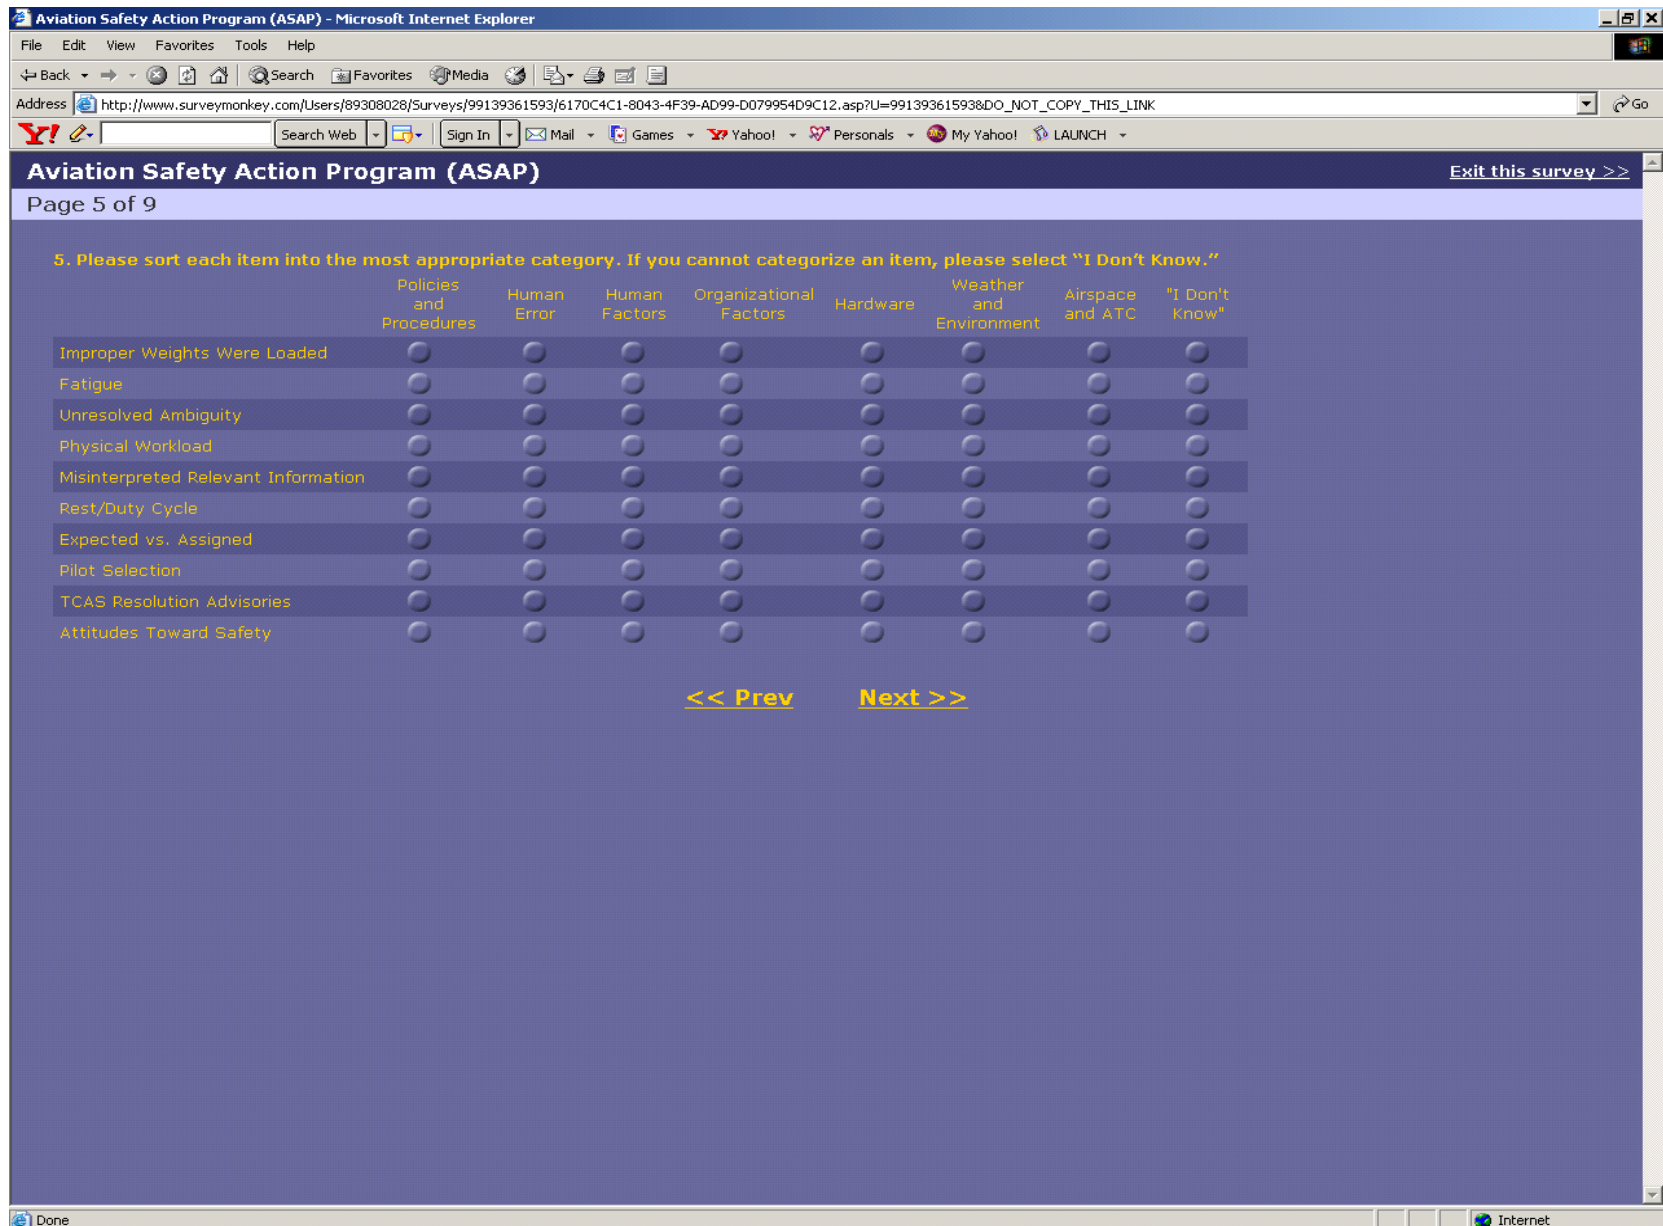 Aviation Safety Action Program (ASAP) - Microsoft Internet Explorer
File Edit View Favorites Tools Help
Back Search Favorites Media
Address http://www.surveymonkey.com/Users/89308028/Surveys/99139361593/6170C4C1-8043-4F39-AD99-D079954D9C12.asp?U=99139361593&DO_NOT_COPY_THIS_LINK Go
Y! Search Web Sign In Mail Games Yahoo! Personals My Yahoo! LAUNCH
Aviation Safety Action Program (ASAP) Exit this survey >>
Page 5 of 9
5. Please sort each item into the most appropriate category. If you cannot categorize an item, please select “I Don’t Know.”
Policies and Procedures Human Error Human Factors Organizational Factors Hardware Weather and Environment Airspace and ATC "I Don't Know"
Improper Weights Were Loaded
Fatigue
Unresolved Ambiguity
Physical Workload
Misinterpreted Relevant Information
Rest/Duty Cycle
Expected vs. Assigned
Pilot Selection
TCAS Resolution Advisories
Attitudes Toward Safety
<< Prev Next >>
Done Internet